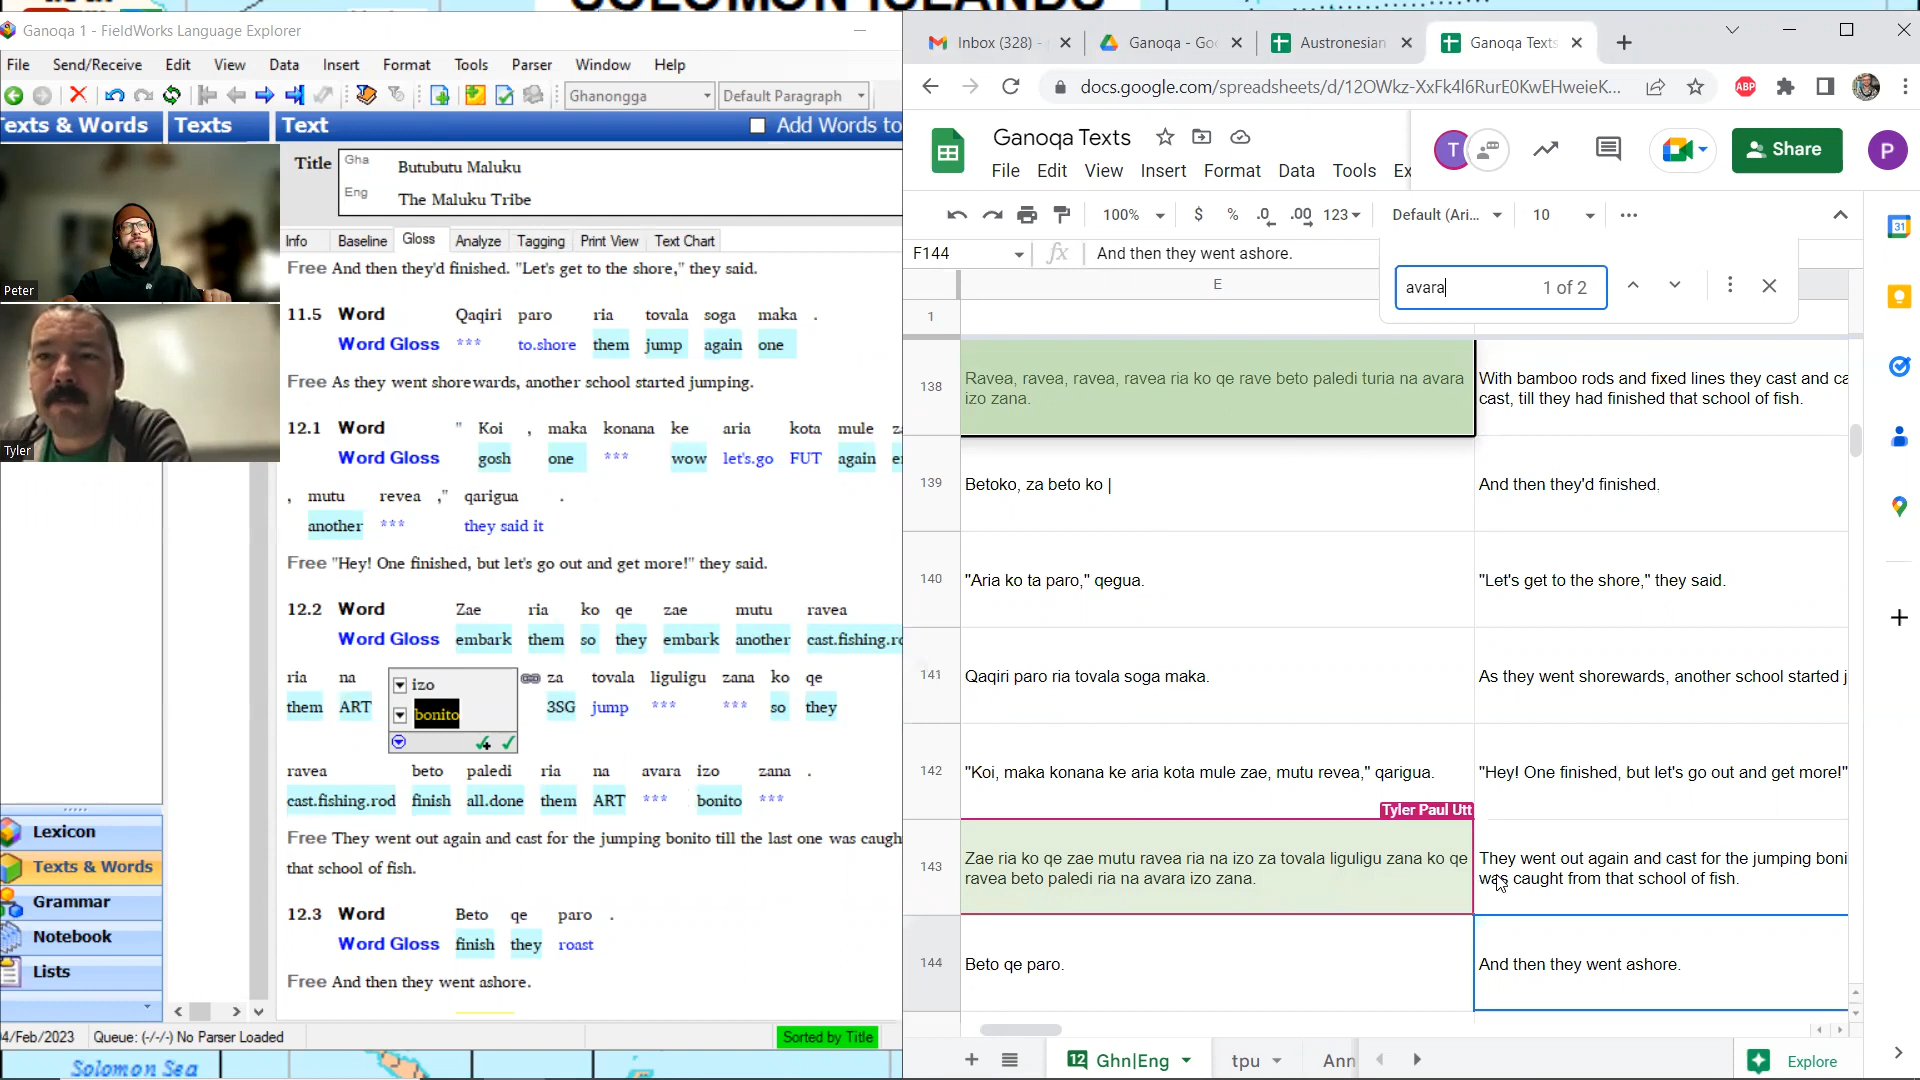 SOLOMON ISLANDS
Ganoqa 1 - FieldWorks Language Explorer
File Send/Receive Edit View Data Insert Format Tools Parser Window Help
Ghanongga Default Paragraph
Texts & Words Texts Text Add Words to
Title Gha Butubutu Maluku
Eng The Maluku Tribe
Info Baseline Gloss Analyze Tagging Print View Text Chart
Peter
Tyler
Free And then they'd finished. "Let's get to the shore," they said.
11.5 Word Qaqiri paro ria tovala soga maka .
Word Gloss *** to.shore them jump again one
Free As they went shorewards, another school started jumping.
12.1 Word " Koi , maka konana ke aria kota mule
Word Gloss gosh one *** wow let's.go FUT again
, mutu revea ," qarigua .
another *** they said it
Free "Hey! One finished, but let's go out and get more!" they said.
12.2 Word Zae ria ko qe zae mutu ravea
Word Gloss embark them so they embark another cast.fishing.ro
ria na izo za tovala liguligu zana ko qe
them ART bonito 3SG jump *** *** so they
ravea beto paledi ria na avara izo zana .
cast.fishing.rod finish all.done them ART *** bonito ***
Free They went out again and cast for the jumping bonito till the last one was caugh
that school of fish.
12.3 Word Beto qe paro .
Word Gloss finish they roast
Free And then they went ashore.
Lexicon
Texts & Words
Grammar
Notebook
Lists
04/Feb/2023 Queue: (-/-/-) No Parser Loaded Sorted by Title
Solomon Sea
Inbox (328) - Ganoqa - Goo Austronesian Ganoqa Texts
docs.google.com/spreadsheets/d/12OWkz-XxFk4l6RurE0KwEHweieK...
ABP
Ganoqa Texts
T Share P
File Edit View Insert Format Data Tools Ex
100% $ % .0 .00 123 Default (Ari... 10
F144 fx And then they went ashore.
avara 1 of 2
E
1
138 Ravea, ravea, ravea, ravea ria ko qe rave beto paledi turia na avara
izo zana.
With bamboo rods and fixed lines they cast and ca
cast, till they had finished that school of fish.
139 Betoko, za beto ko | And then they'd finished.
140 "Aria ko ta paro," qegua. "Let's get to the shore," they said.
141 Qaqiri paro ria tovala soga maka. As they went shorewards, another school started j
142 "Koi, maka konana ke aria kota mule zae, mutu revea," qarigua. "Hey! One finished, but let's go out and get more!"
Tyler Paul Utt
143 Zae ria ko qe zae mutu ravea ria na izo za tovala liguligu zana ko qe
ravea beto paledi ria na avara izo zana.
They went out again and cast for the jumping boni
was caught from that school of fish.
144 Beto qe paro. And then they went ashore.
12 Ghn|Eng tpu Ann
Explore
31